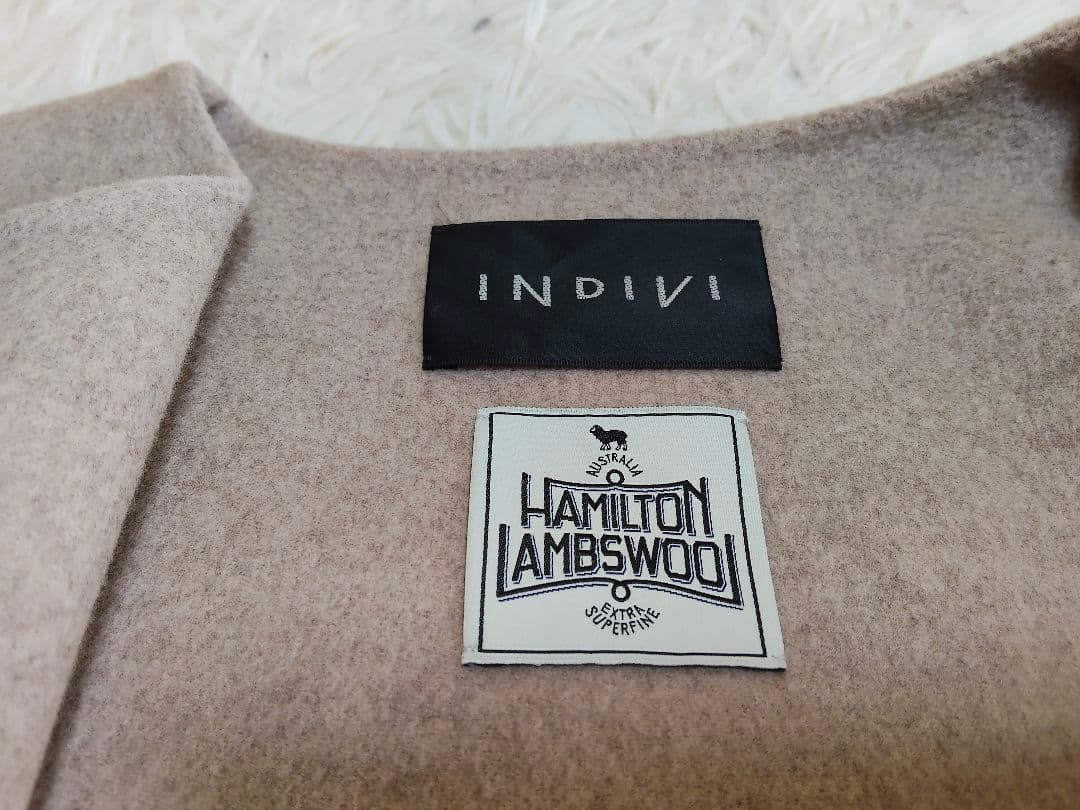 INDIVI
AUSTRALIA
HAMILTON
LAMBSWOOL
EXTRA
SUPERFINE